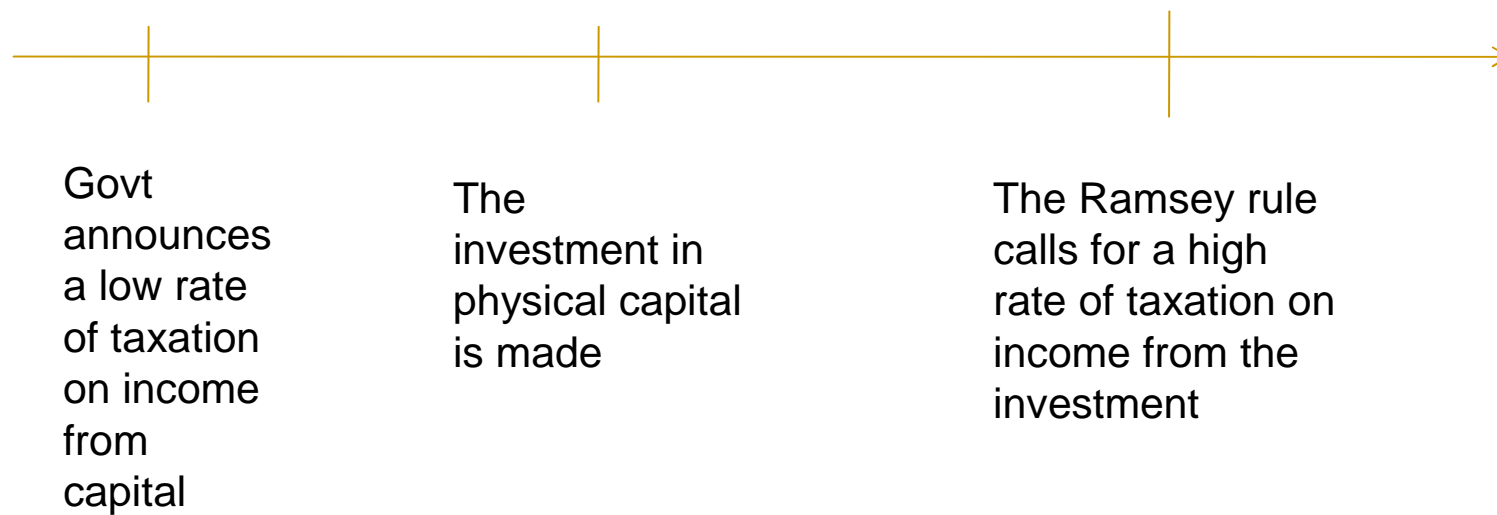 Govt
announces
a low rate
of taxation
on income
from
capital
The
investment in
physical capital
is made
The Ramsey rule
calls for a high
rate of taxation on
income from the
investment